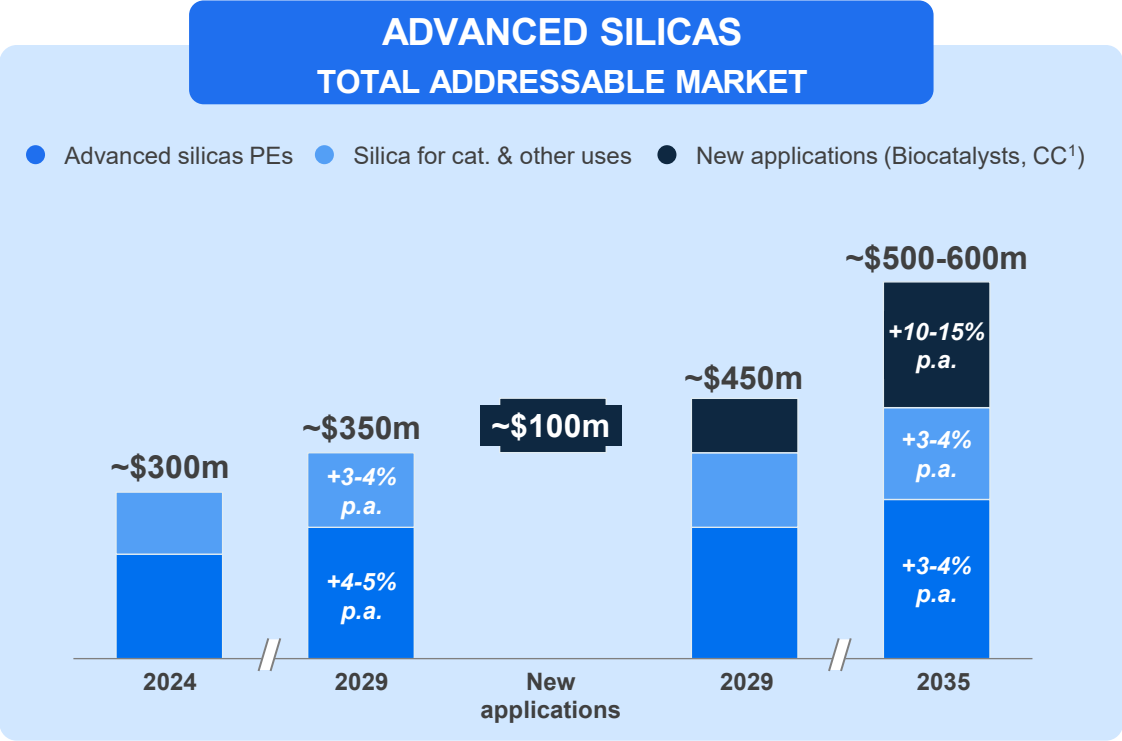 ADVANCED SILICAS
TOTAL ADDRESSABLE MARKET
Advanced silicas PEs
Silica for cat. & other uses
New applications (Biocatalysts, CC¹)
~$300m
~$350m
+3-4%
p.a.
+4-5%
p.a.
~$100m
~$450m
~$500-600m
+10-15%
p.a.
+3-4%
p.a.
+3-4%
p.a.
2024
2029
New
applications
2029
2035